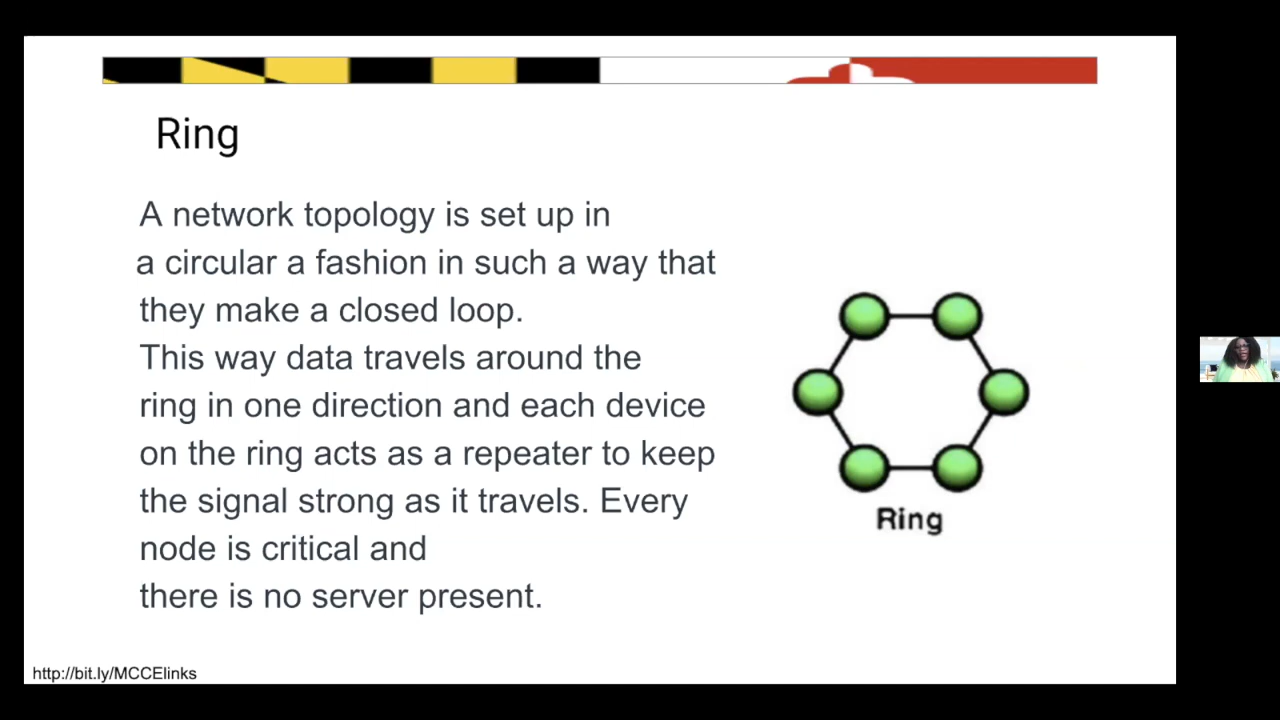 Ring
A network topology is set up in
a circular a fashion in such a way that
they make a closed loop.
This way data travels around the
ring in one direction and each device
on the ring acts as a repeater to keep
the signal strong as it travels. Every
node is critical and
there is no server present.
Ring
http://bit.ly/MCCElinks